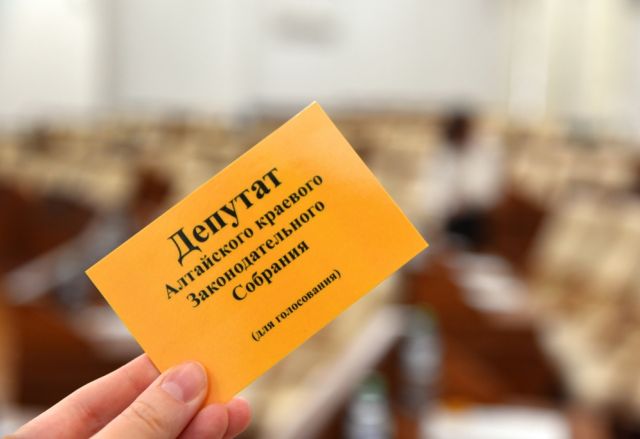 Депутат
Алтайского краевого
Законодательного
Собрания
(для голосования)